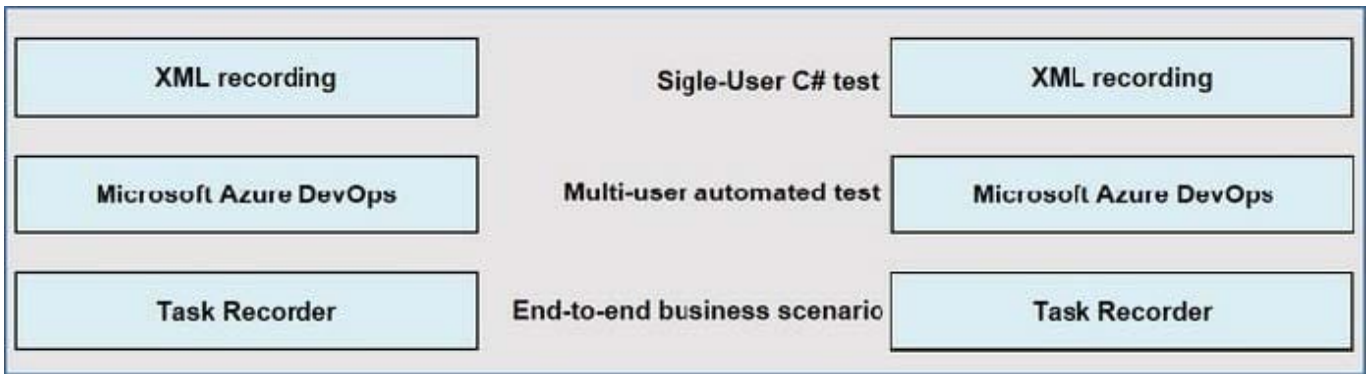 XML recording
Sigle-User C# test
XML recording
Microsoft Azure DevOps
Multi-user automated test
Microsoft Azure DevOps
Task Recorder
End-to-end business scenario
Task Recorder